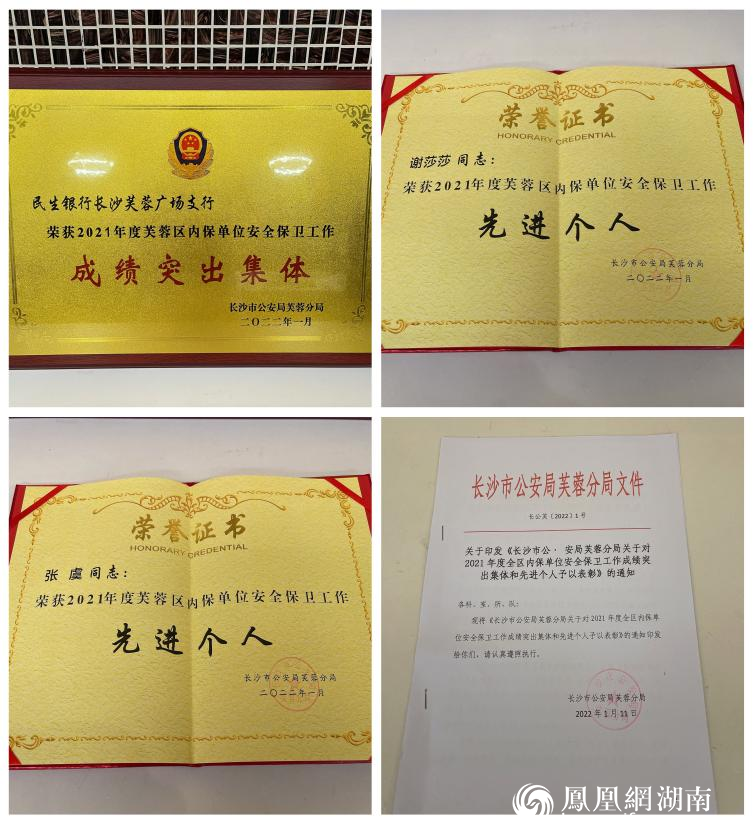 民生银行长沙芙蓉广场支行
荣获2021年度芙蓉区内保单位安全保卫工作
成绩突出集体
长沙市公安局芙蓉分局
二〇二二年一月
荣誉证书
HONORARY CREDENTIAL
谢莎莎 同志：
荣获2021年度芙蓉区内保单位安全保卫工作
先进个人
长沙市公安局芙蓉分局
二〇二二年一月
荣誉证书
HONORARY CREDENTIAL
张 虞 同志：
荣获2021年度芙蓉区内保单位安全保卫工作
先进个人
长沙市公安局芙蓉分局
二〇二二年一月
长沙市公安局芙蓉分局文件
长公芙〔2022〕1号
关于印发《长沙市公·安局芙蓉分局关于对
2021年度全区内保单位安全保卫工作成绩突
出集体和先进个人予以表彰》的通知
各科、室、所、队：
现将《长沙市公安局芙蓉分局关于对2021年度全区内保单
位安全保卫工作成绩突出集体和先进个人予以表彰》的通知印发
给你们，请认真遵照执行。
长沙市公安局芙蓉分局
2022年1月11日
鳳凰網湖南